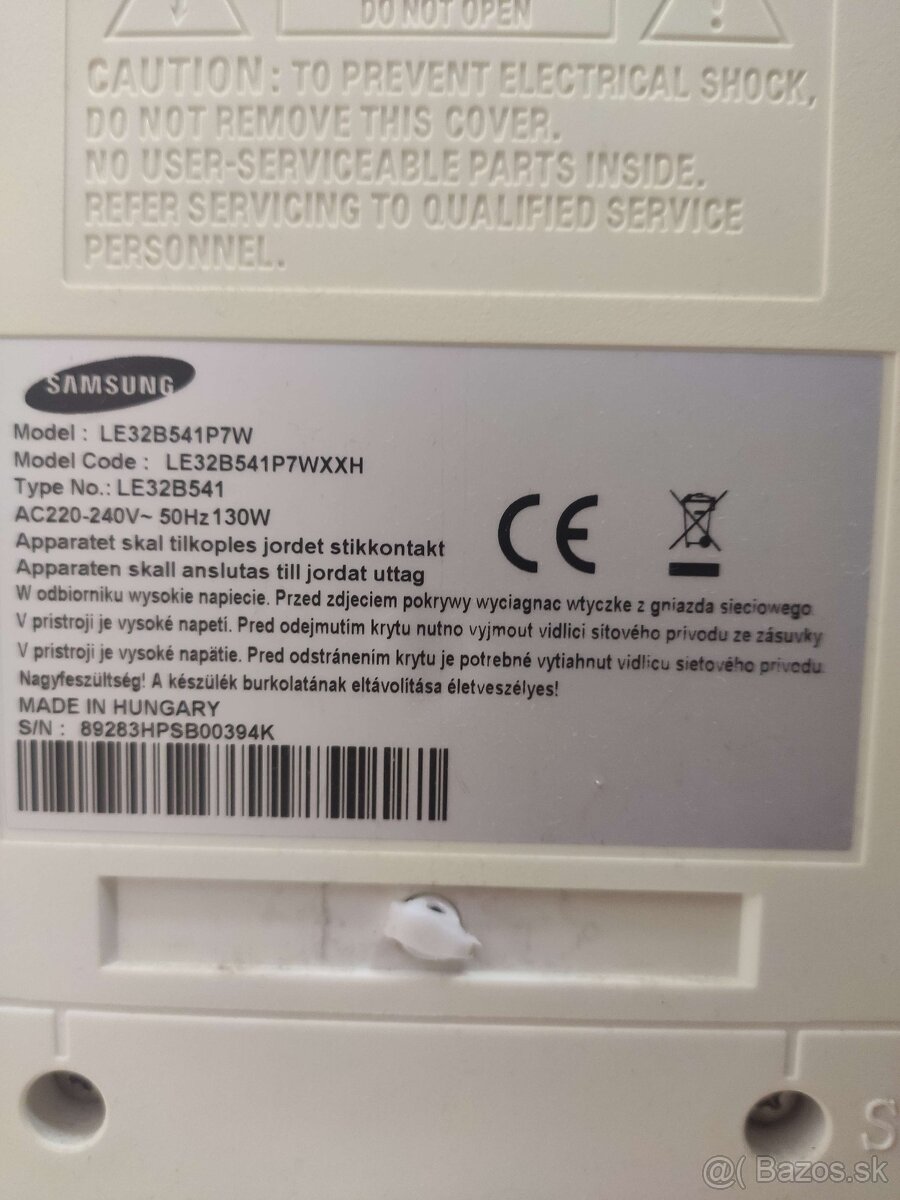 DO NOT OPEN
CAUTION: TO PREVENT ELECTRICAL SHOCK,
DO NOT REMOVE THIS COVER.
NO USER-SERVICEABLE PARTS INSIDE.
REFER SERVICING TO QUALIFIED SERVICE
PERSONNEL.
SAMSUNG
Model : LE32B541P7W
Model Code : LE32B541P7WXXH
Type No.: LE32B541
AC220-240V~ 50Hz 130W
Apparatet skal tilkoples jordet stikkontakt
Apparaten skall anslutas till jordat uttag
W odbiorniku wysokie napiecie. Przed zdjeciem pokrywy wyciagnac wtyczke z gniazda sieciowego
V pristroji je vysoké napetí. Pred odejmutím krytu nutno vyjmout vidlici sítového prívodu ze zásuvky
V pristroji je vysoké napätie. Pred odstránením krytu je potrebné vytiahnut vidlicu sietového prívodu.
Nagyfeszültség! A készülék burkolatának eltávolítása életveszélyes!
MADE IN HUNGARY
S/N : 89283HPSB00394K
CE
S
@( Bazos.sk